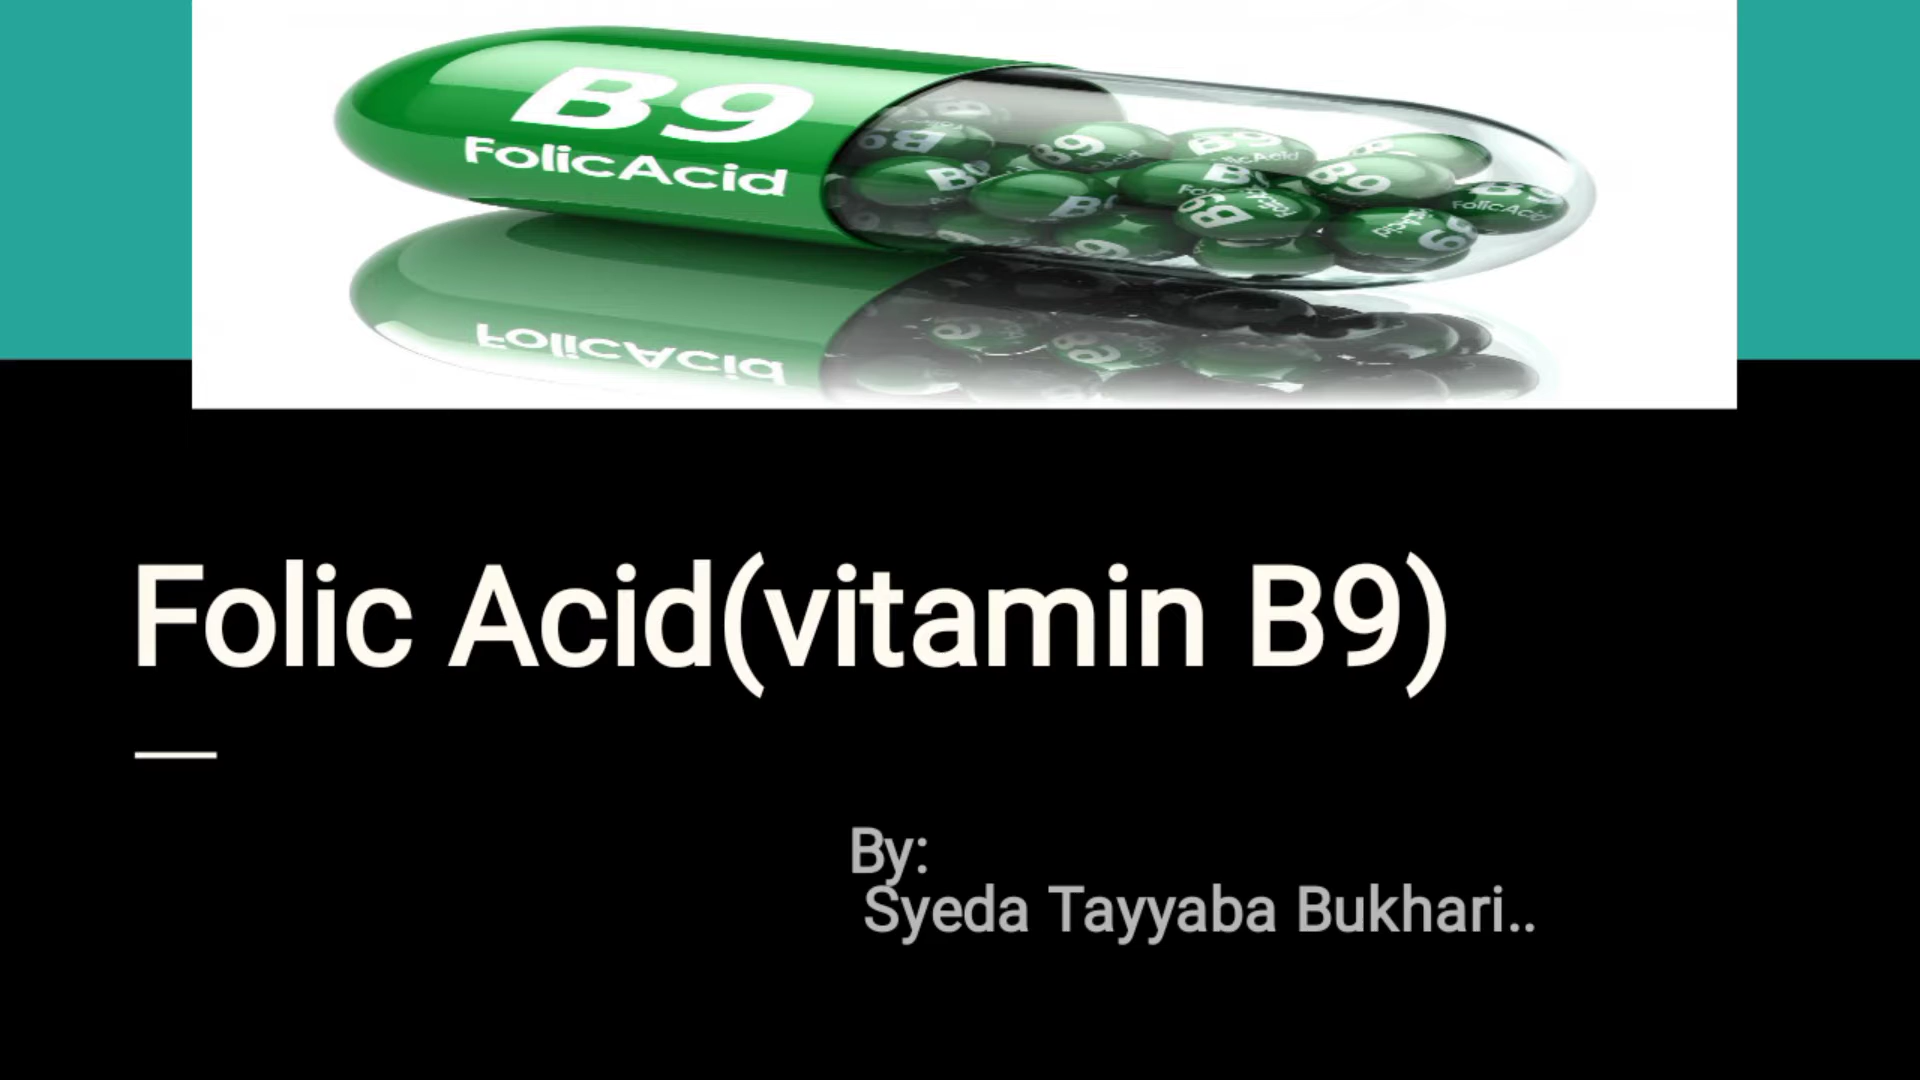 B9
FolicAcid
Folic Acid(vitamin B9)
By:
Syeda Tayyaba Bukhari..